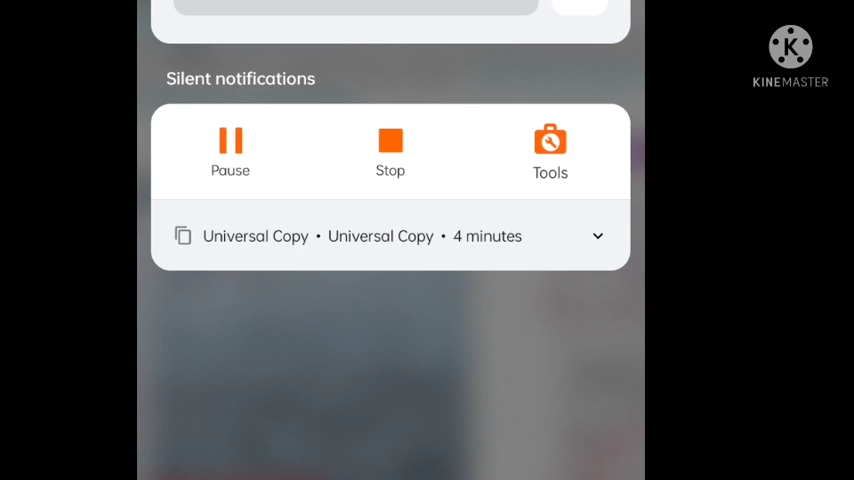 KINEMASTER
Silent notifications
Pause
Stop
Tools
Universal Copy • Universal Copy • 4 minutes